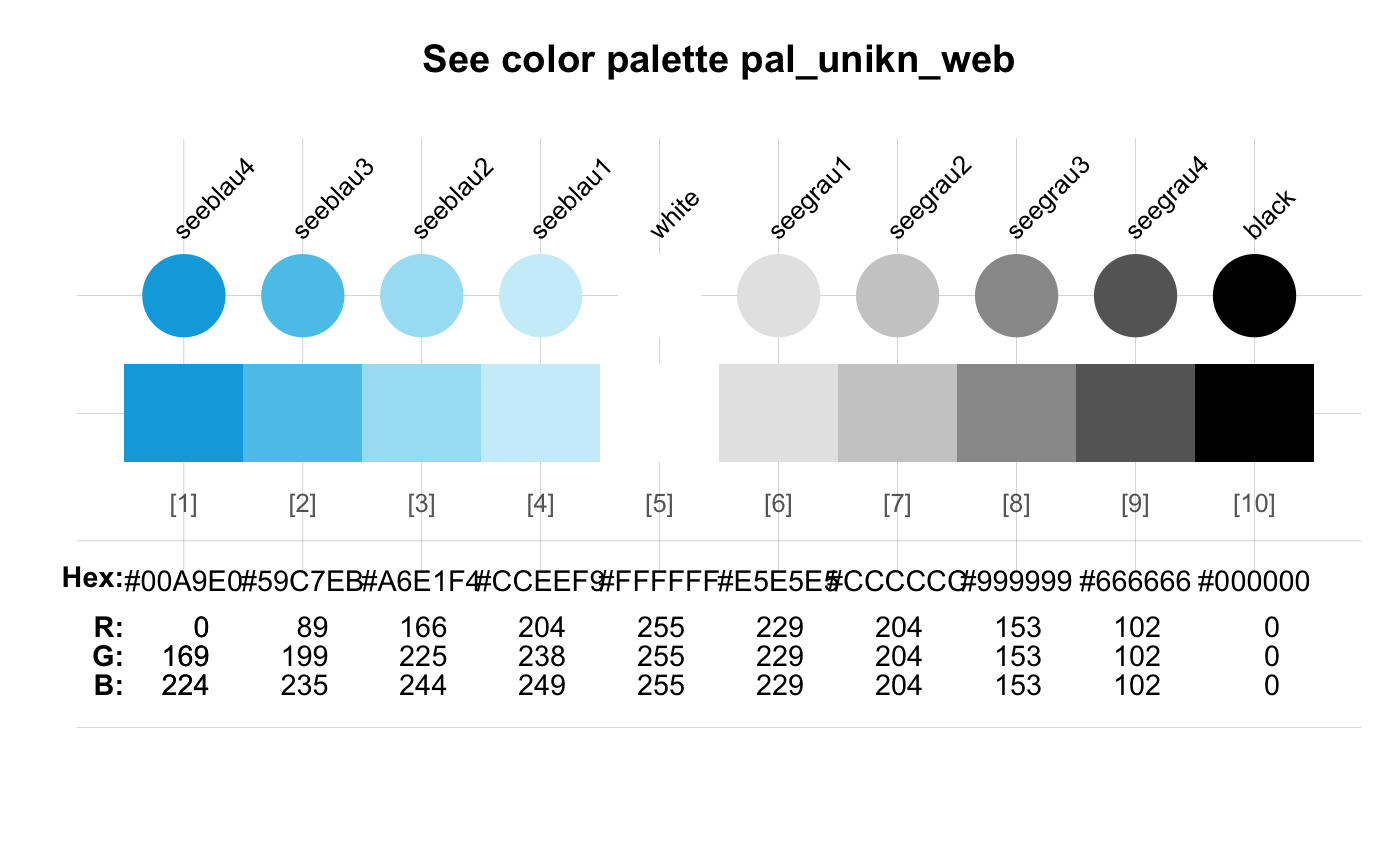 See color palette pal_unikn_web
seeblau4 seeblau3 seeblau2 seeblau1 white seegrau1 seegrau2 seegrau3 seegrau4 black
[1] [2] [3] [4] [5] [6] [7] [8] [9] [10]
Hex: #00A9E0 #59C7EB #A6E1F4 #CCEEF9 #FFFFFF #E5E5E5 #CCCCCC #999999 #666666 #000000
R: 0 89 166 204 255 229 204 153 102 0
G: 169 199 225 238 255 229 204 153 102 0
B: 224 235 244 249 255 229 204 153 102 0